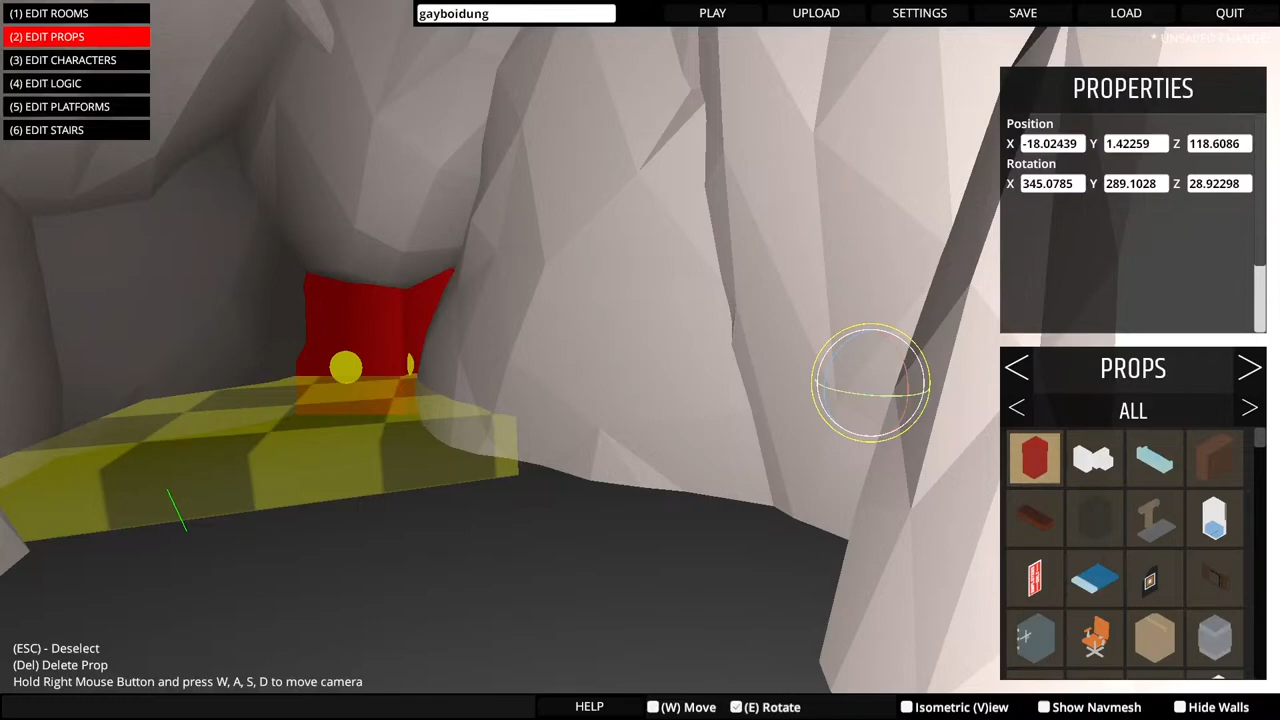 (1) EDIT ROOMS
gayboidung
PLAY
UPLOAD
SETTINGS
SAVE
LOAD
QUIT
(2) EDIT PROPS
* UNSAVED CHANGES
(3) EDIT CHARACTERS
(4) EDIT LOGIC
(5) EDIT PLATFORMS
(6) EDIT STAIRS
PROPERTIES
Position
X -18.02439 Y 1.42259 Z 118.6086
Rotation
X 345.0785 Y 289.1028 Z 28.92298
< PROPS >
< ALL >
(ESC) - Deselect
(Del) Delete Prop
Hold Right Mouse Button and press W, A, S, D to move camera
HELP
(W) Move
(E) Rotate
Isometric (V)iew
Show Navmesh
Hide Walls